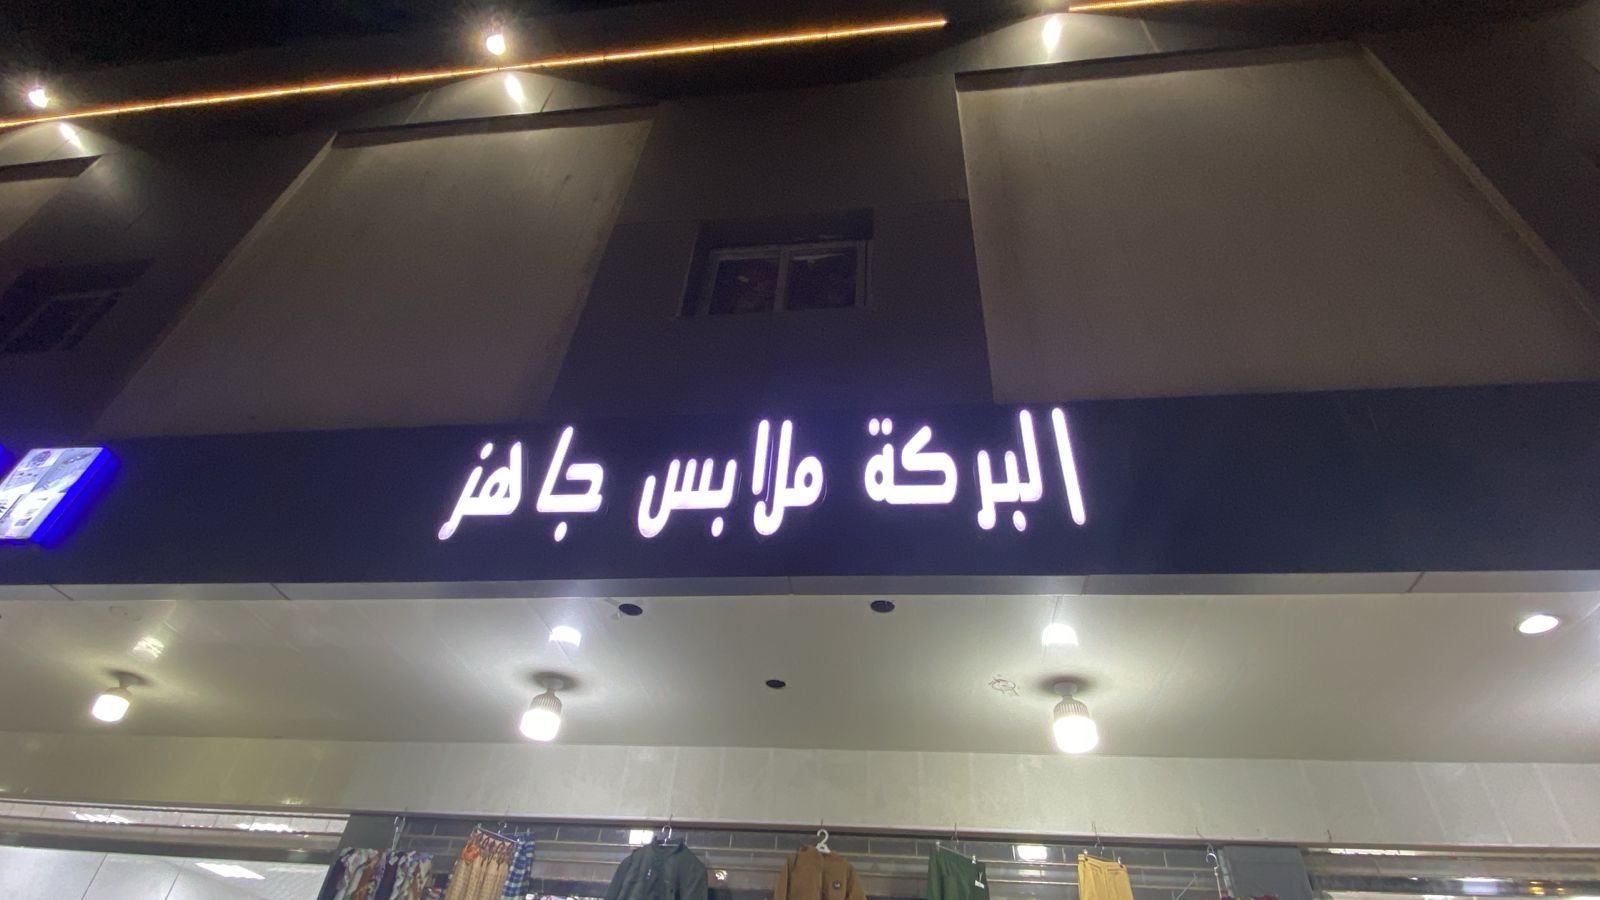 البركة ملابس جاهز